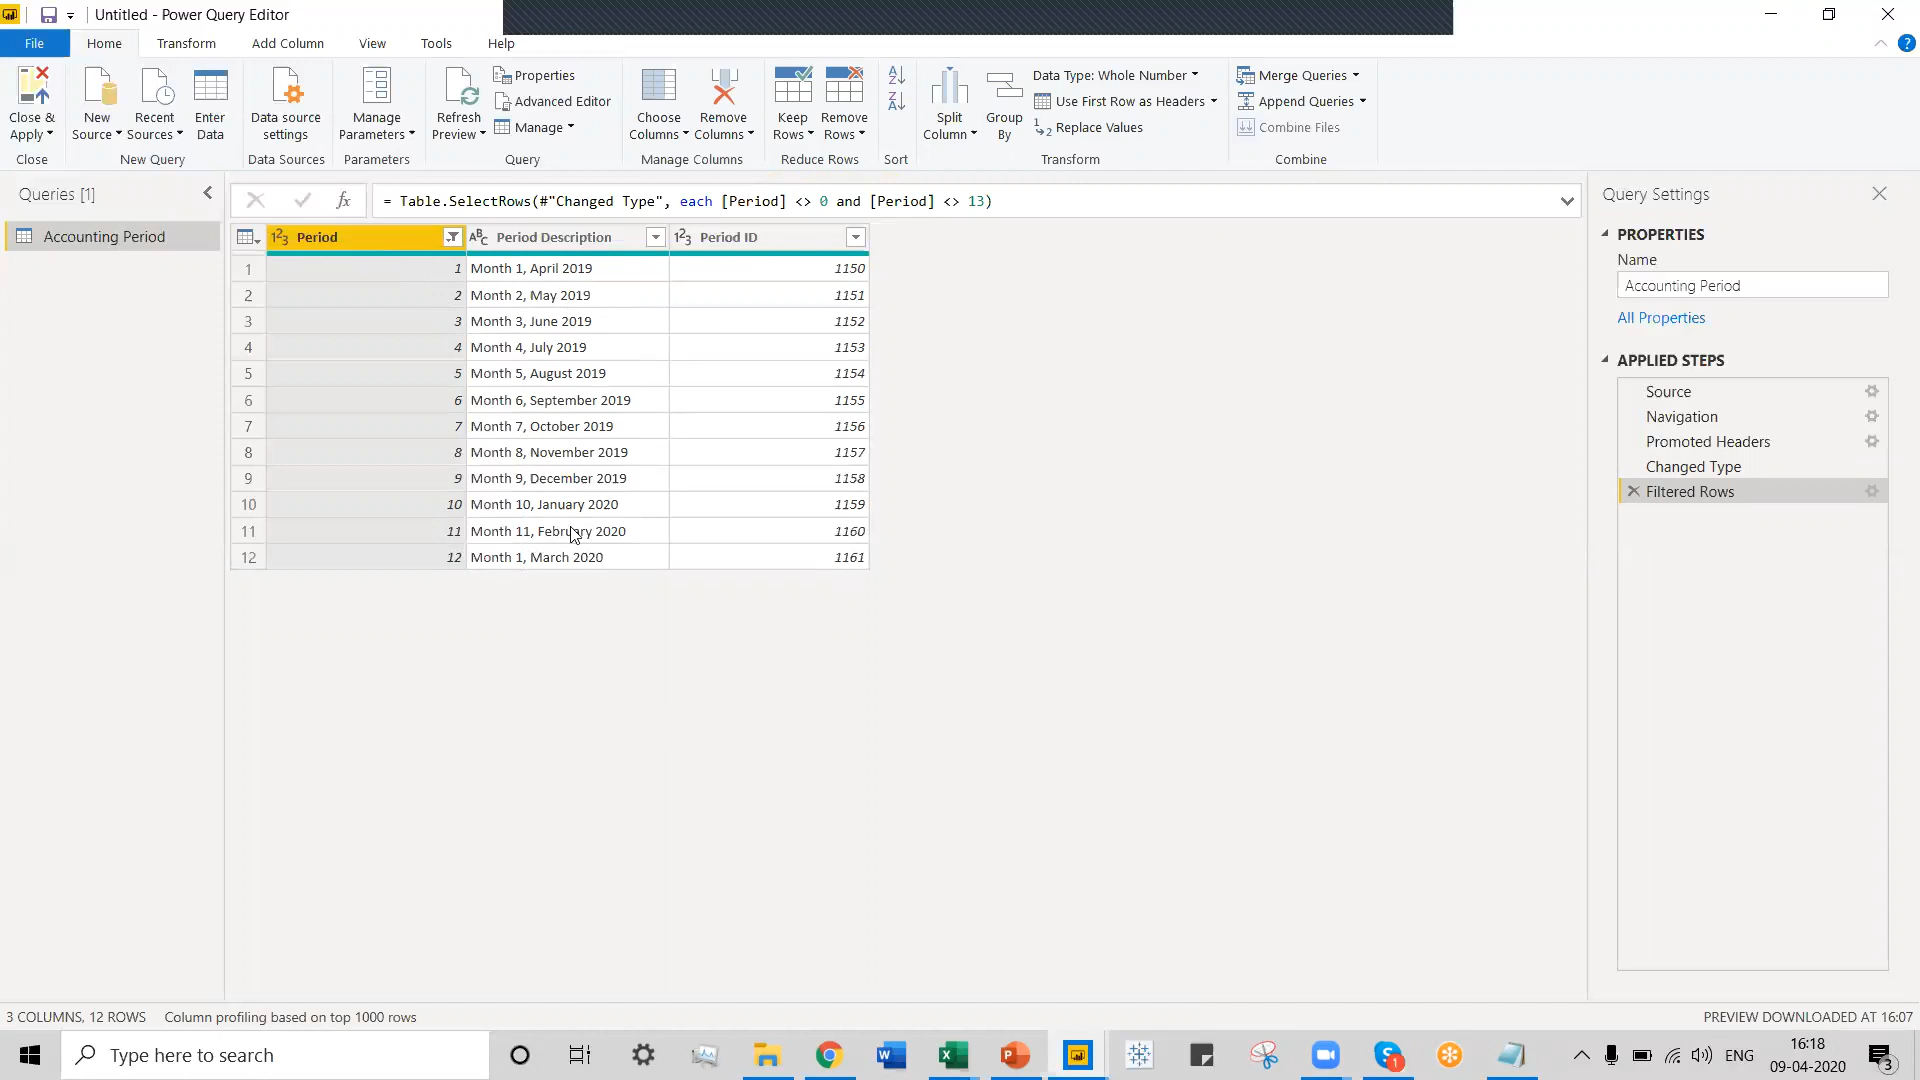 Untitled - Power Query Editor
File Home Transform Add Column View Tools Help
Close & Apply
Close
New Source
Recent Sources
Enter Data
New Query
Data source settings
Data Sources
Manage Parameters
Parameters
Refresh Preview
Properties
Advanced Editor
Manage
Query
Choose Columns
Remove Columns
Manage Columns
Keep Rows
Remove Rows
Reduce Rows
Sort
Split Column
Group By
Data Type: Whole Number
Use First Row as Headers
Replace Values
Transform
Merge Queries
Append Queries
Combine Files
Combine
Queries [1]
Accounting Period
fx = Table.SelectRows(#"Changed Type", each [Period] <> 0 and [Period] <> 13)
Period Period Description Period ID
1 1 Month 1, April 2019 1150
2 2 Month 2, May 2019 1151
3 3 Month 3, June 2019 1152
4 4 Month 4, July 2019 1153
5 5 Month 5, August 2019 1154
6 6 Month 6, September 2019 1155
7 7 Month 7, October 2019 1156
8 8 Month 8, November 2019 1157
9 9 Month 9, December 2019 1158
10 10 Month 10, January 2020 1159
11 11 Month 11, February 2020 1160
12 12 Month 1, March 2020 1161
Query Settings
PROPERTIES
Name
Accounting Period
All Properties
APPLIED STEPS
Source
Navigation
Promoted Headers
Changed Type
Filtered Rows
3 COLUMNS, 12 ROWS Column profiling based on top 1000 rows
PREVIEW DOWNLOADED AT 16:07
Type here to search
ENG
16:18
09-04-2020